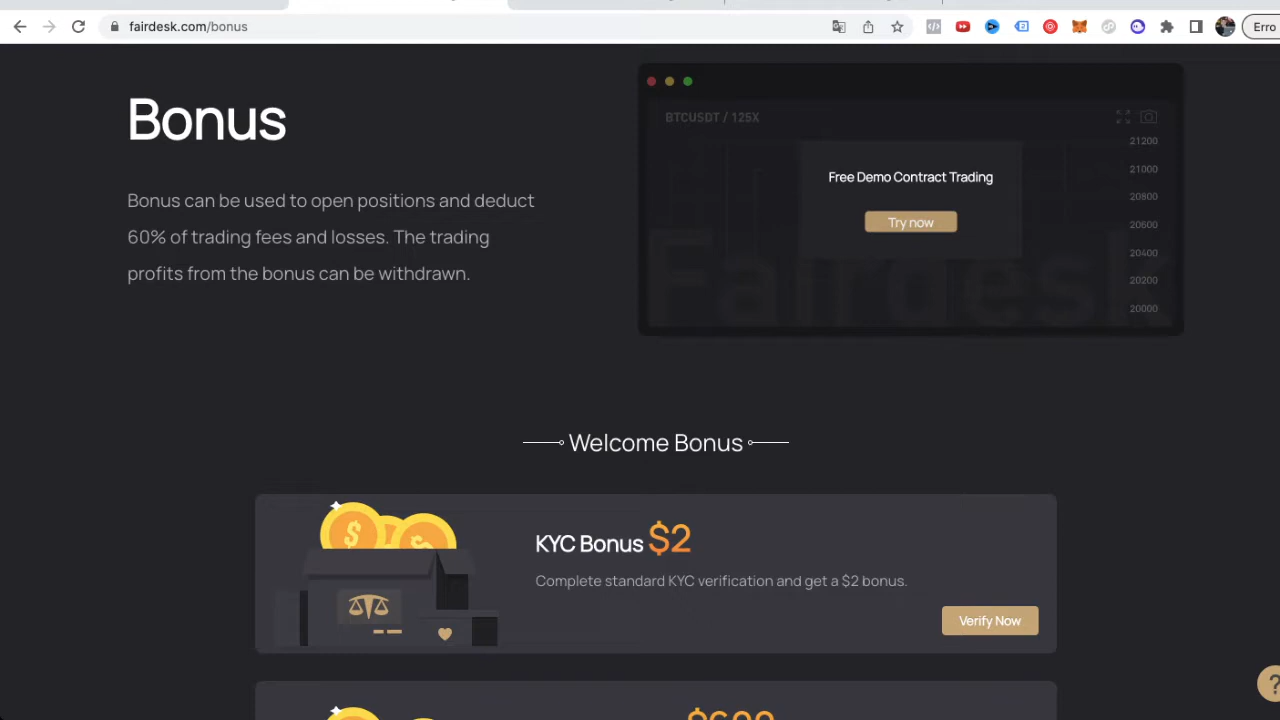 fairdesk.com/bonus
Erro
Bonus
Bonus can be used to open positions and deduct
60% of trading fees and losses. The trading
profits from the bonus can be withdrawn.
BTCUSDT / 125X
21200
21000
20800
20600
20400
20200
20000
Free Demo Contract Trading
Try now
Fairdesk
Welcome Bonus
KYC Bonus $2
Complete standard KYC verification and get a $2 bonus.
Verify Now
?